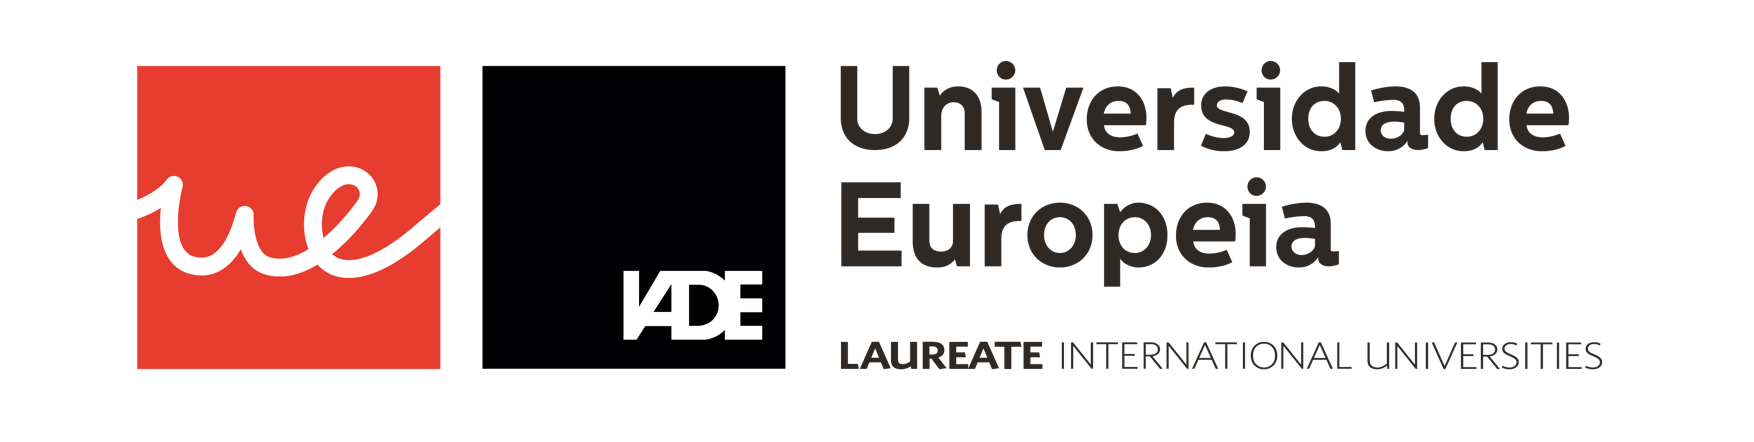 ue
IADE
Universidade
Europeia
LAUREATE INTERNATIONAL UNIVERSITIES